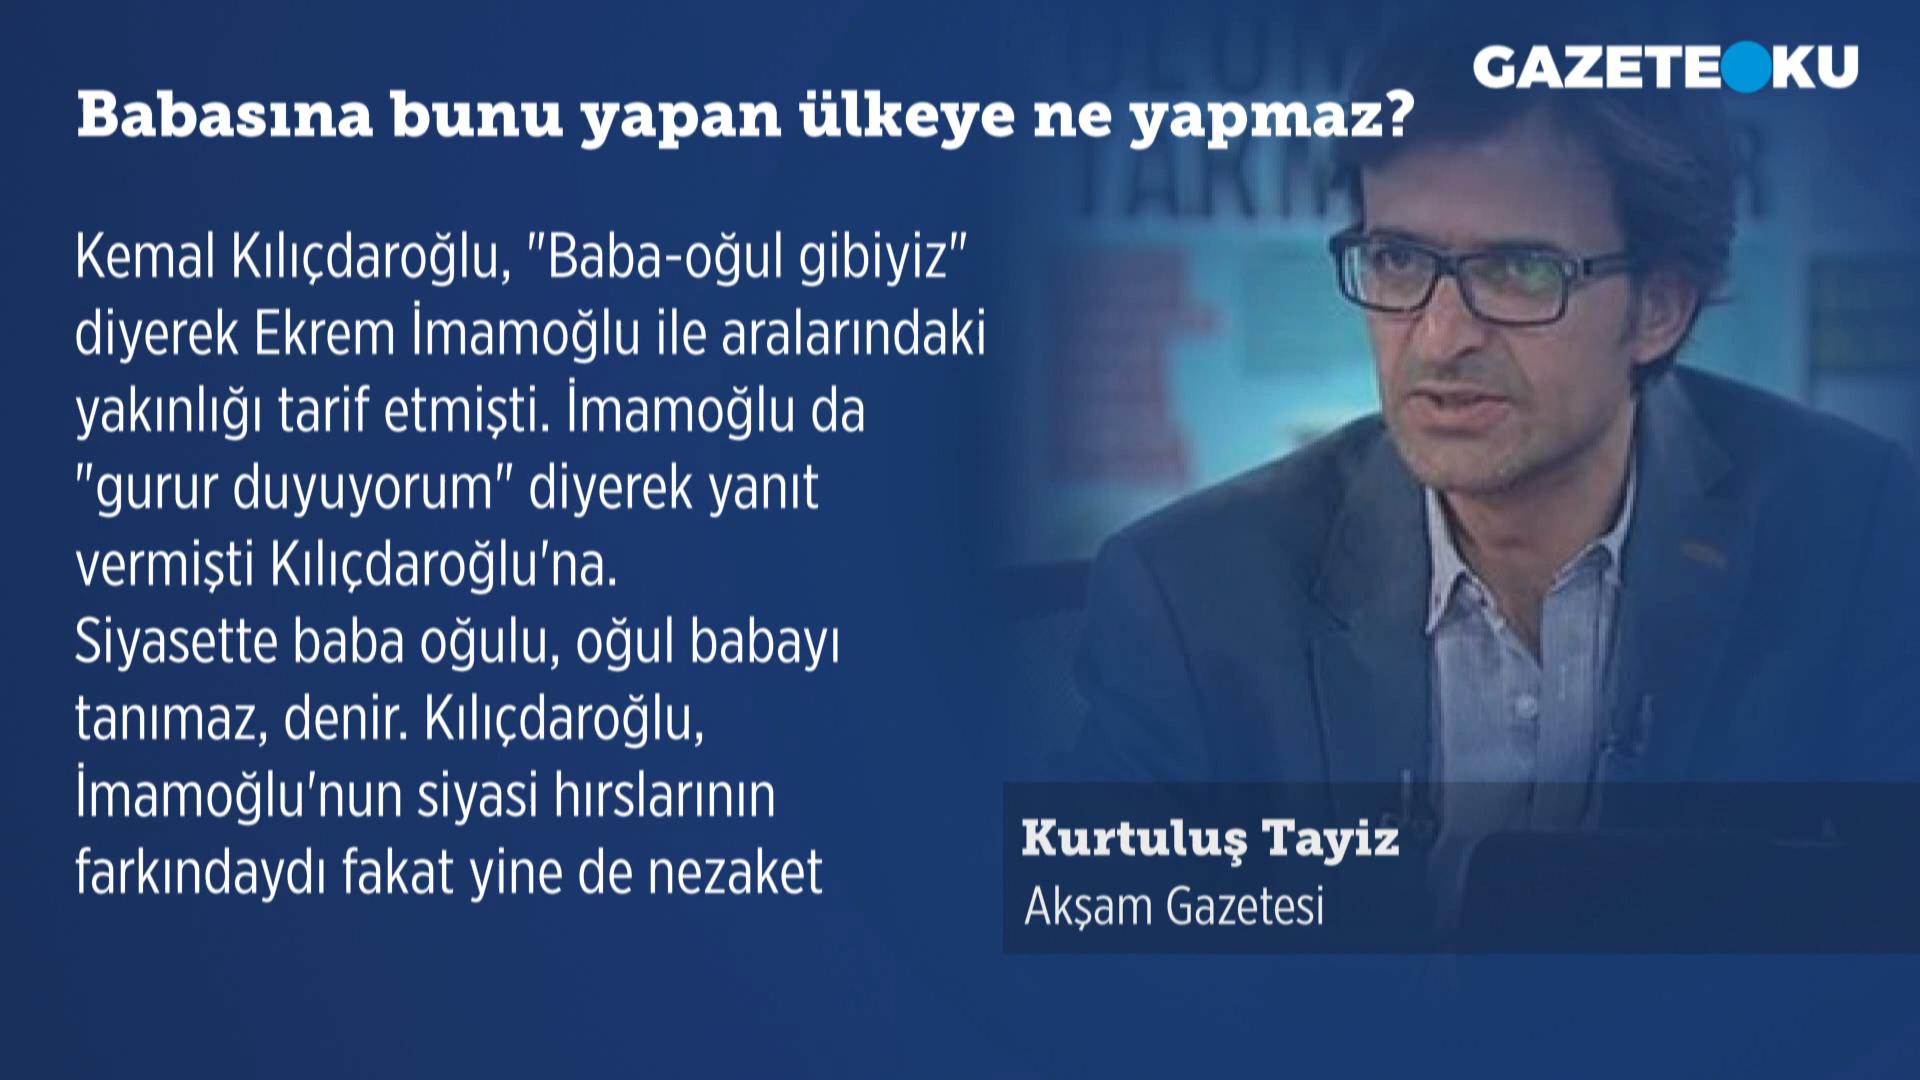 GAZETE KU
Babasına bunu yapan ülkeye ne yapmaz?
Kemal Kılıçdaroğlu, "Baba-oğul gibiyiz"
diyerek Ekrem İmamoğlu ile aralarındaki
yakınlığı tarif etmişti. İmamoğlu da
"gurur duyuyorum" diyerek yanıt
vermişti Kılıçdaroğlu'na.
Siyasette baba oğulu, oğul babayı
tanımaz, denir. Kılıçdaroğlu,
İmamoğlu'nun siyasi hırslarının
farkındaydı fakat yine de nezaket
Kurtuluş Tayiz
Akşam Gazetesi